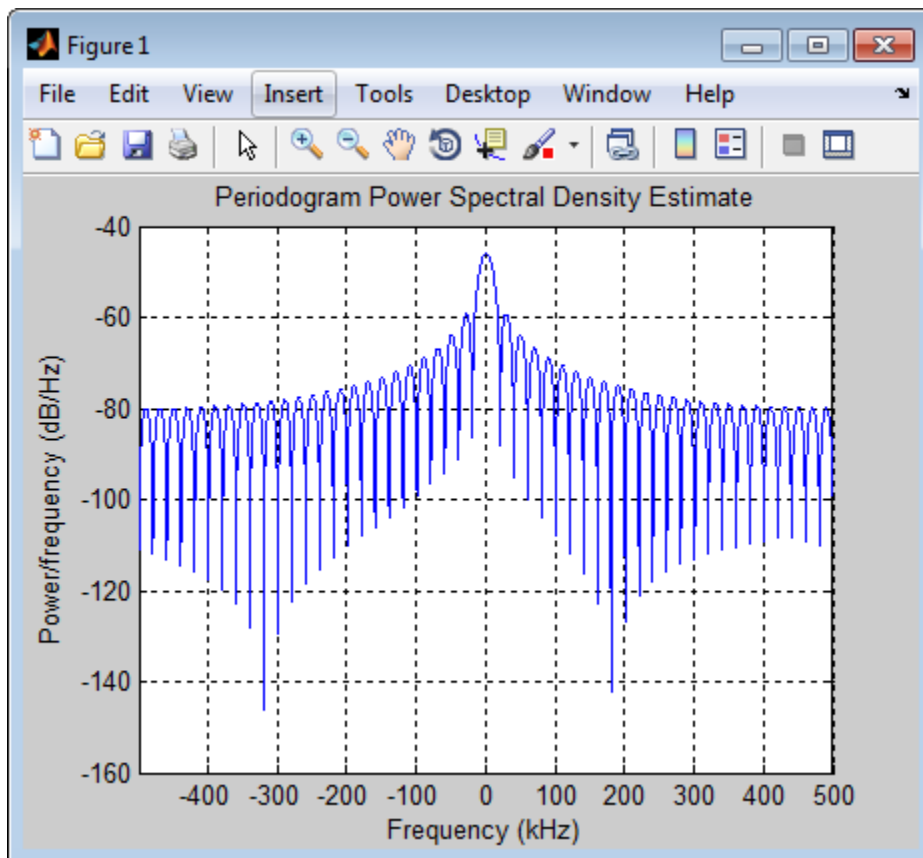 Figure 1
File Edit View Insert Tools Desktop Window Help
Periodogram Power Spectral Density Estimate
-40
-60
-80
-100
-120
-140
-160
Power/frequency (dB/Hz)
-400 -300 -200 -100 0 100 200 300 400 500
Frequency (kHz)